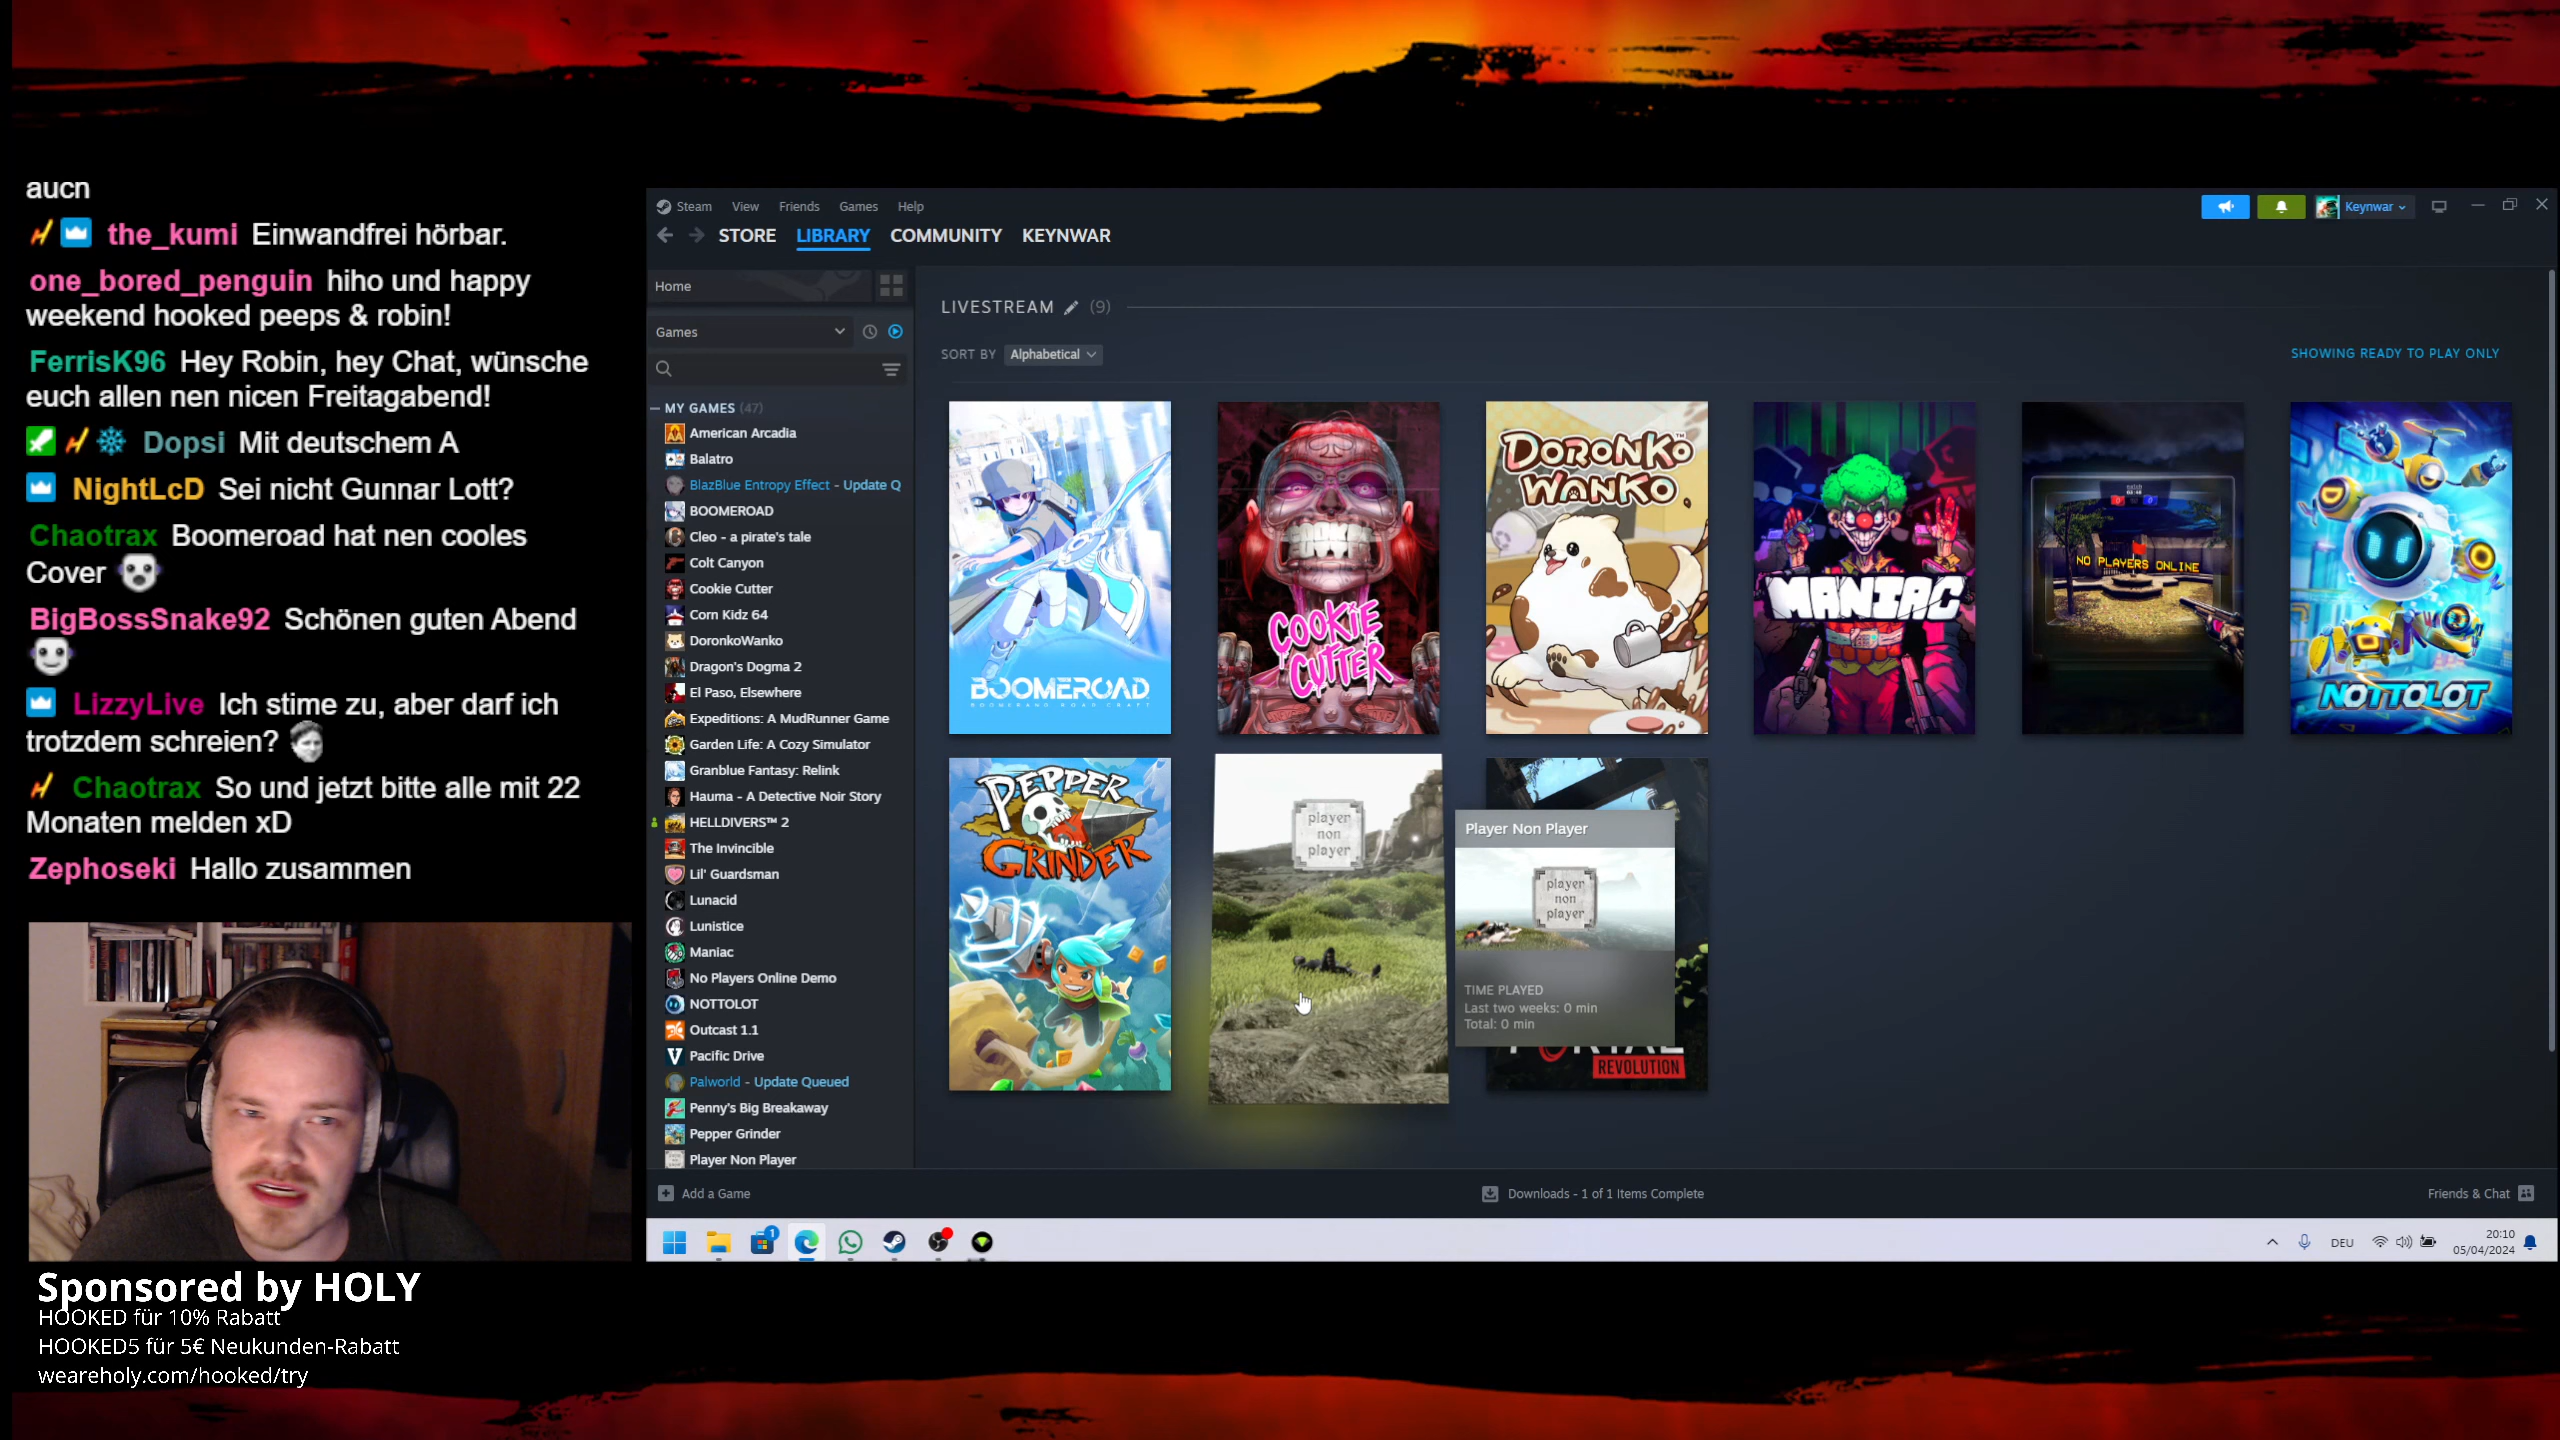 auch
the_kumi Einwandfrei hörbar.
one_bored_penguin hiho und happy
weekend hooked peeps & robin!
FerrisK96 Hey Robin, hey Chat, wünsche
euch allen nen nicen Freitagabend!
Dopsi Mit deutschem A
NightLcD Sei nicht Gunnar Lott?
Chaotrax Boomeroad hat nen cooles
Cover
BigBossSnake92 Schönen guten Abend
LizzyLive Ich stime zu, aber darf ich
trotzdem schreien?
Chaotrax So und jetzt bitte alle mit 22
Monaten melden xD
Zephoseki Hallo zusammen
Sponsored by HOLY
HOOKED für 10% Rabatt
HOOKED5 für 5€ Neukunden-Rabatt
weareholy.com/hooked/try
Steam View Friends Games Help
Keynwar
STORE LIBRARY COMMUNITY KEYNWAR
Home
Games
MY GAMES (47)
American Arcadia
Balatro
BlazBlue Entropy Effect - Update Q
BOOMEROAD
Cleo - a pirate's tale
Colt Canyon
Cookie Cutter
Corn Kidz 64
DoronkoWanko
Dragon's Dogma 2
El Paso, Elsewhere
Expeditions: A MudRunner Game
Garden Life: A Cozy Simulator
Granblue Fantasy: Relink
Hauma - A Detective Noir Story
HELLDIVERS™ 2
The Invincible
Lil' Guardsman
Lunacid
Lunistice
Maniac
No Players Online Demo
NOTTOLOT
Outcast 1.1
Pacific Drive
Palworld - Update Queued
Penny's Big Breakaway
Pepper Grinder
Player Non Player
LIVESTREAM (9)
SORT BY Alphabetical
SHOWING READY TO PLAY ONLY
BOOMEROAD
BOOMERANG ROAD CRAFT
COOKIE
CUTTER
DORONKO
WANKO™
MANIAC
NO PLAYERS ONLINE
NOTTOLOT
PEPPER
GRINDER
player
non
player
Player Non Player
player
non
player
TIME PLAYED
Last two weeks: 0 min
Total: 0 min
REVOLUTION
Add a Game
Downloads - 1 of 1 Items Complete
Friends & Chat
1
DEU
20:10
05/04/2024